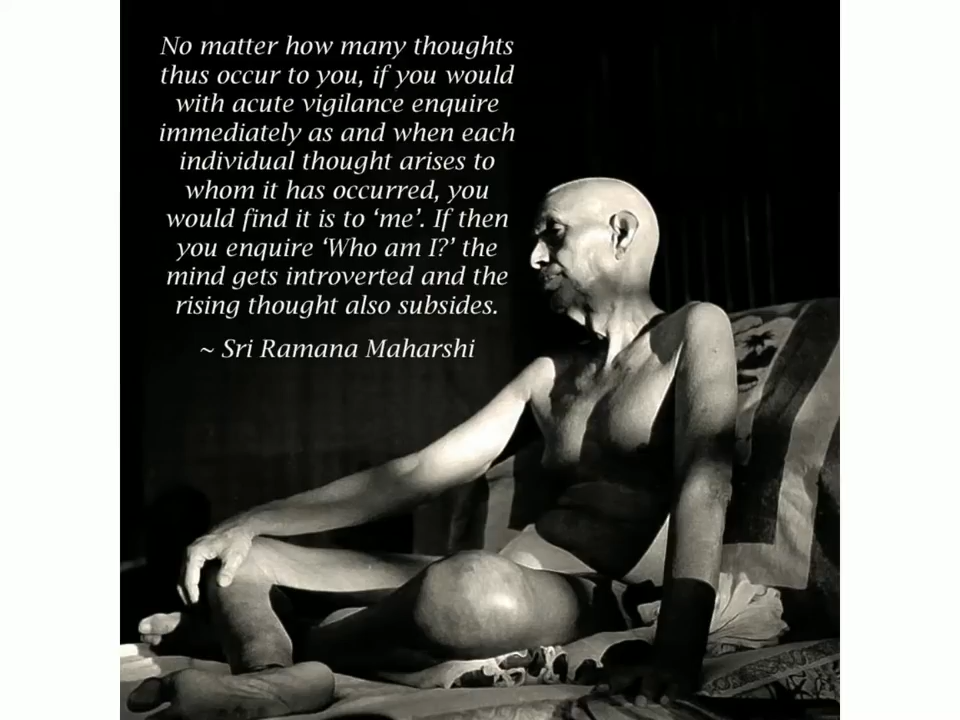 No matter how many thoughts
thus occur to you, if you would
with acute vigilance enquire
immediately as and when each
individual thought arises to
whom it has occurred, you
would find it is to ‘me’. If then
you enquire ‘Who am I?’ the
mind gets introverted and the
rising thought also subsides.
~ Sri Ramana Maharshi